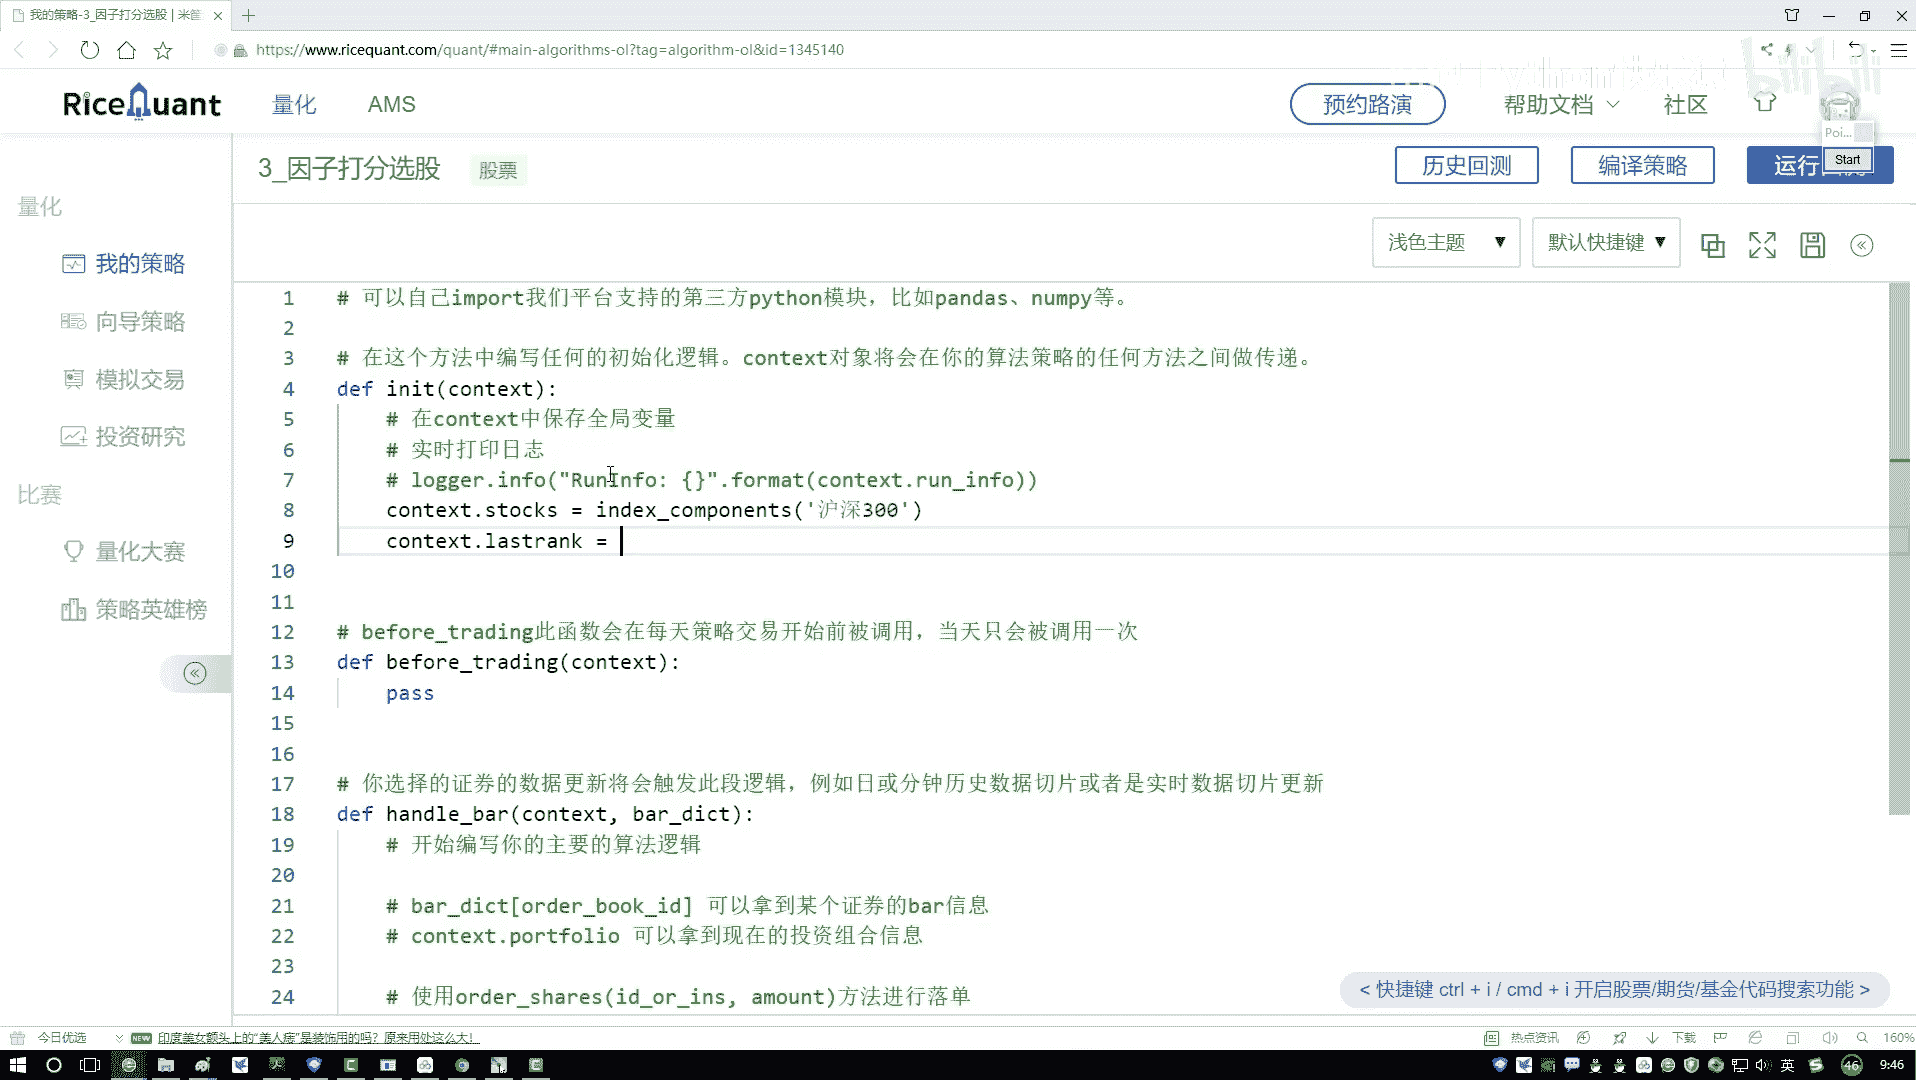 我的策略-3_因子打分选股 | 米筐
https://www.ricequant.com/quant/#main-algorithms-ol?tag=algorithm-ol&id=1345140
RiceQuant
量化
AMS
预约路演
帮助文档
社区
Poi...
Start
3_因子打分选股
股票
历史回测
编译策略
运行
量化
我的策略
向导策略
模拟交易
投资研究
比赛
量化大赛
策略英雄榜
浅色主题
默认快捷键
1 # 可以自己import我们平台支持的第三方python模块，比如pandas、numpy等。
2
3 # 在这个方法中编写任何的初始化逻辑。context对象将会在你的算法策略的任何方法之间做传递。
4 def init(context):
5     # 在context中保存全局变量
6     # 实时打印日志
7     # logger.info("RunInfo: {}".format(context.run_info))
8     context.stocks = index_components('沪深300')
9     context.lastrank =
10
11
12 # before_trading此函数会在每天策略交易开始前被调用，当天只会被调用一次
13 def before_trading(context):
14     pass
15
16
17 # 你选择的证券的数据更新将会触发此段逻辑，例如日或分钟历史数据切片或者是实时数据切片更新
18 def handle_bar(context, bar_dict):
19     # 开始编写你的主要的算法逻辑
20
21     # bar_dict[order_book_id] 可以拿到某个证券的bar信息
22     # context.portfolio 可以拿到现在的投资组合信息
23
24     # 使用order_shares(id_or_ins, amount)方法进行落单
< 快捷键 ctrl + i / cmd + i 开启股票/期货/基金代码搜索功能 >
今日优选
NEW
印度美女额头上的“美人痣”是装饰用的吗？原来用处这么大！
热点资讯
下载
160%
英
46
9:46